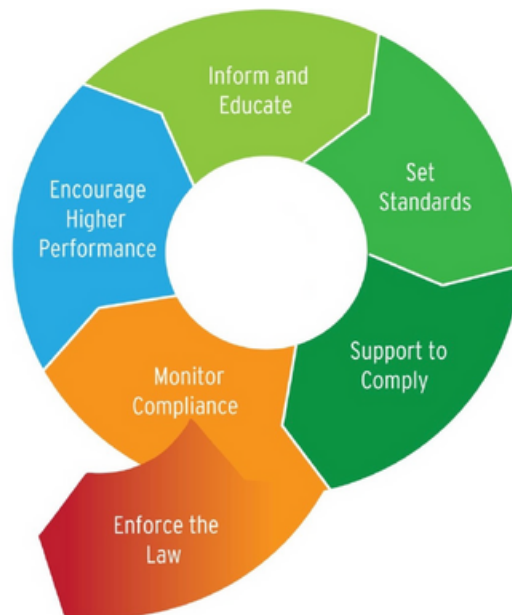 Inform and
Educate
Set
Standards
Support to
Comply
Monitor
Compliance
Enforce the
Law
Encourage
Higher
Performance